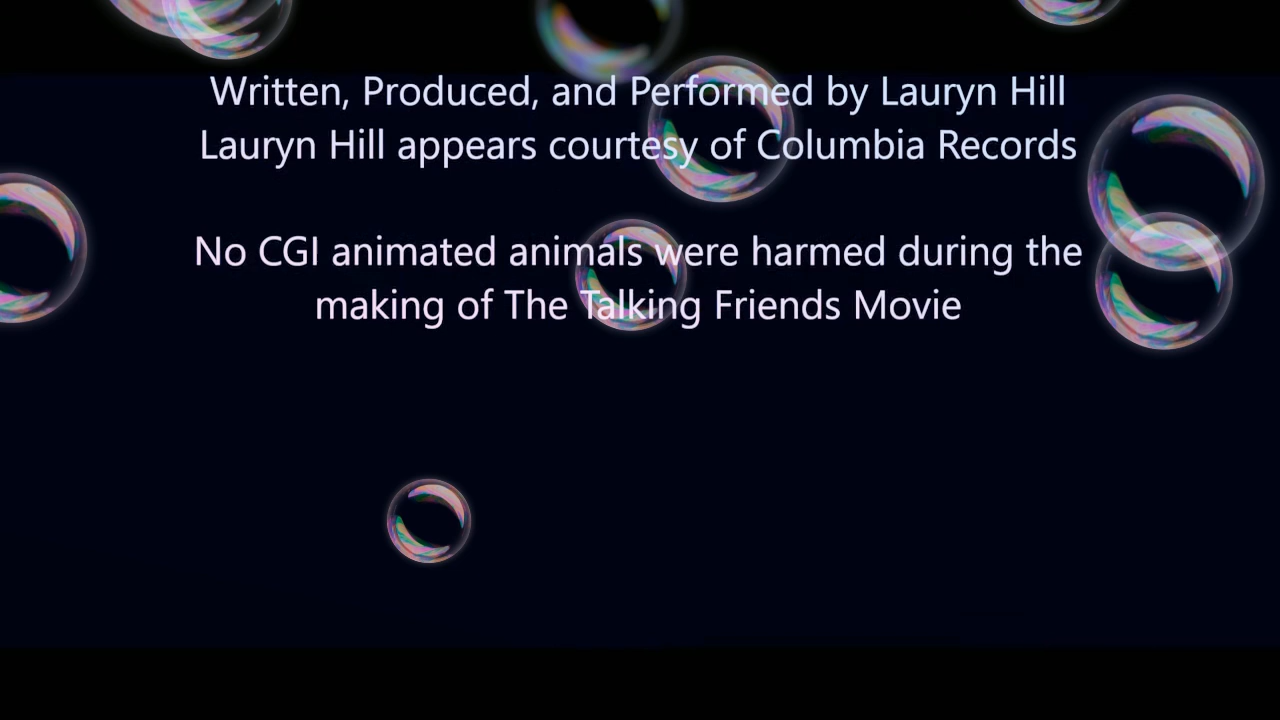 Written, Produced, and Performed by Lauryn Hill
Lauryn Hill appears courtesy of Columbia Records
No CGI animated animals were harmed during the
making of The Talking Friends Movie